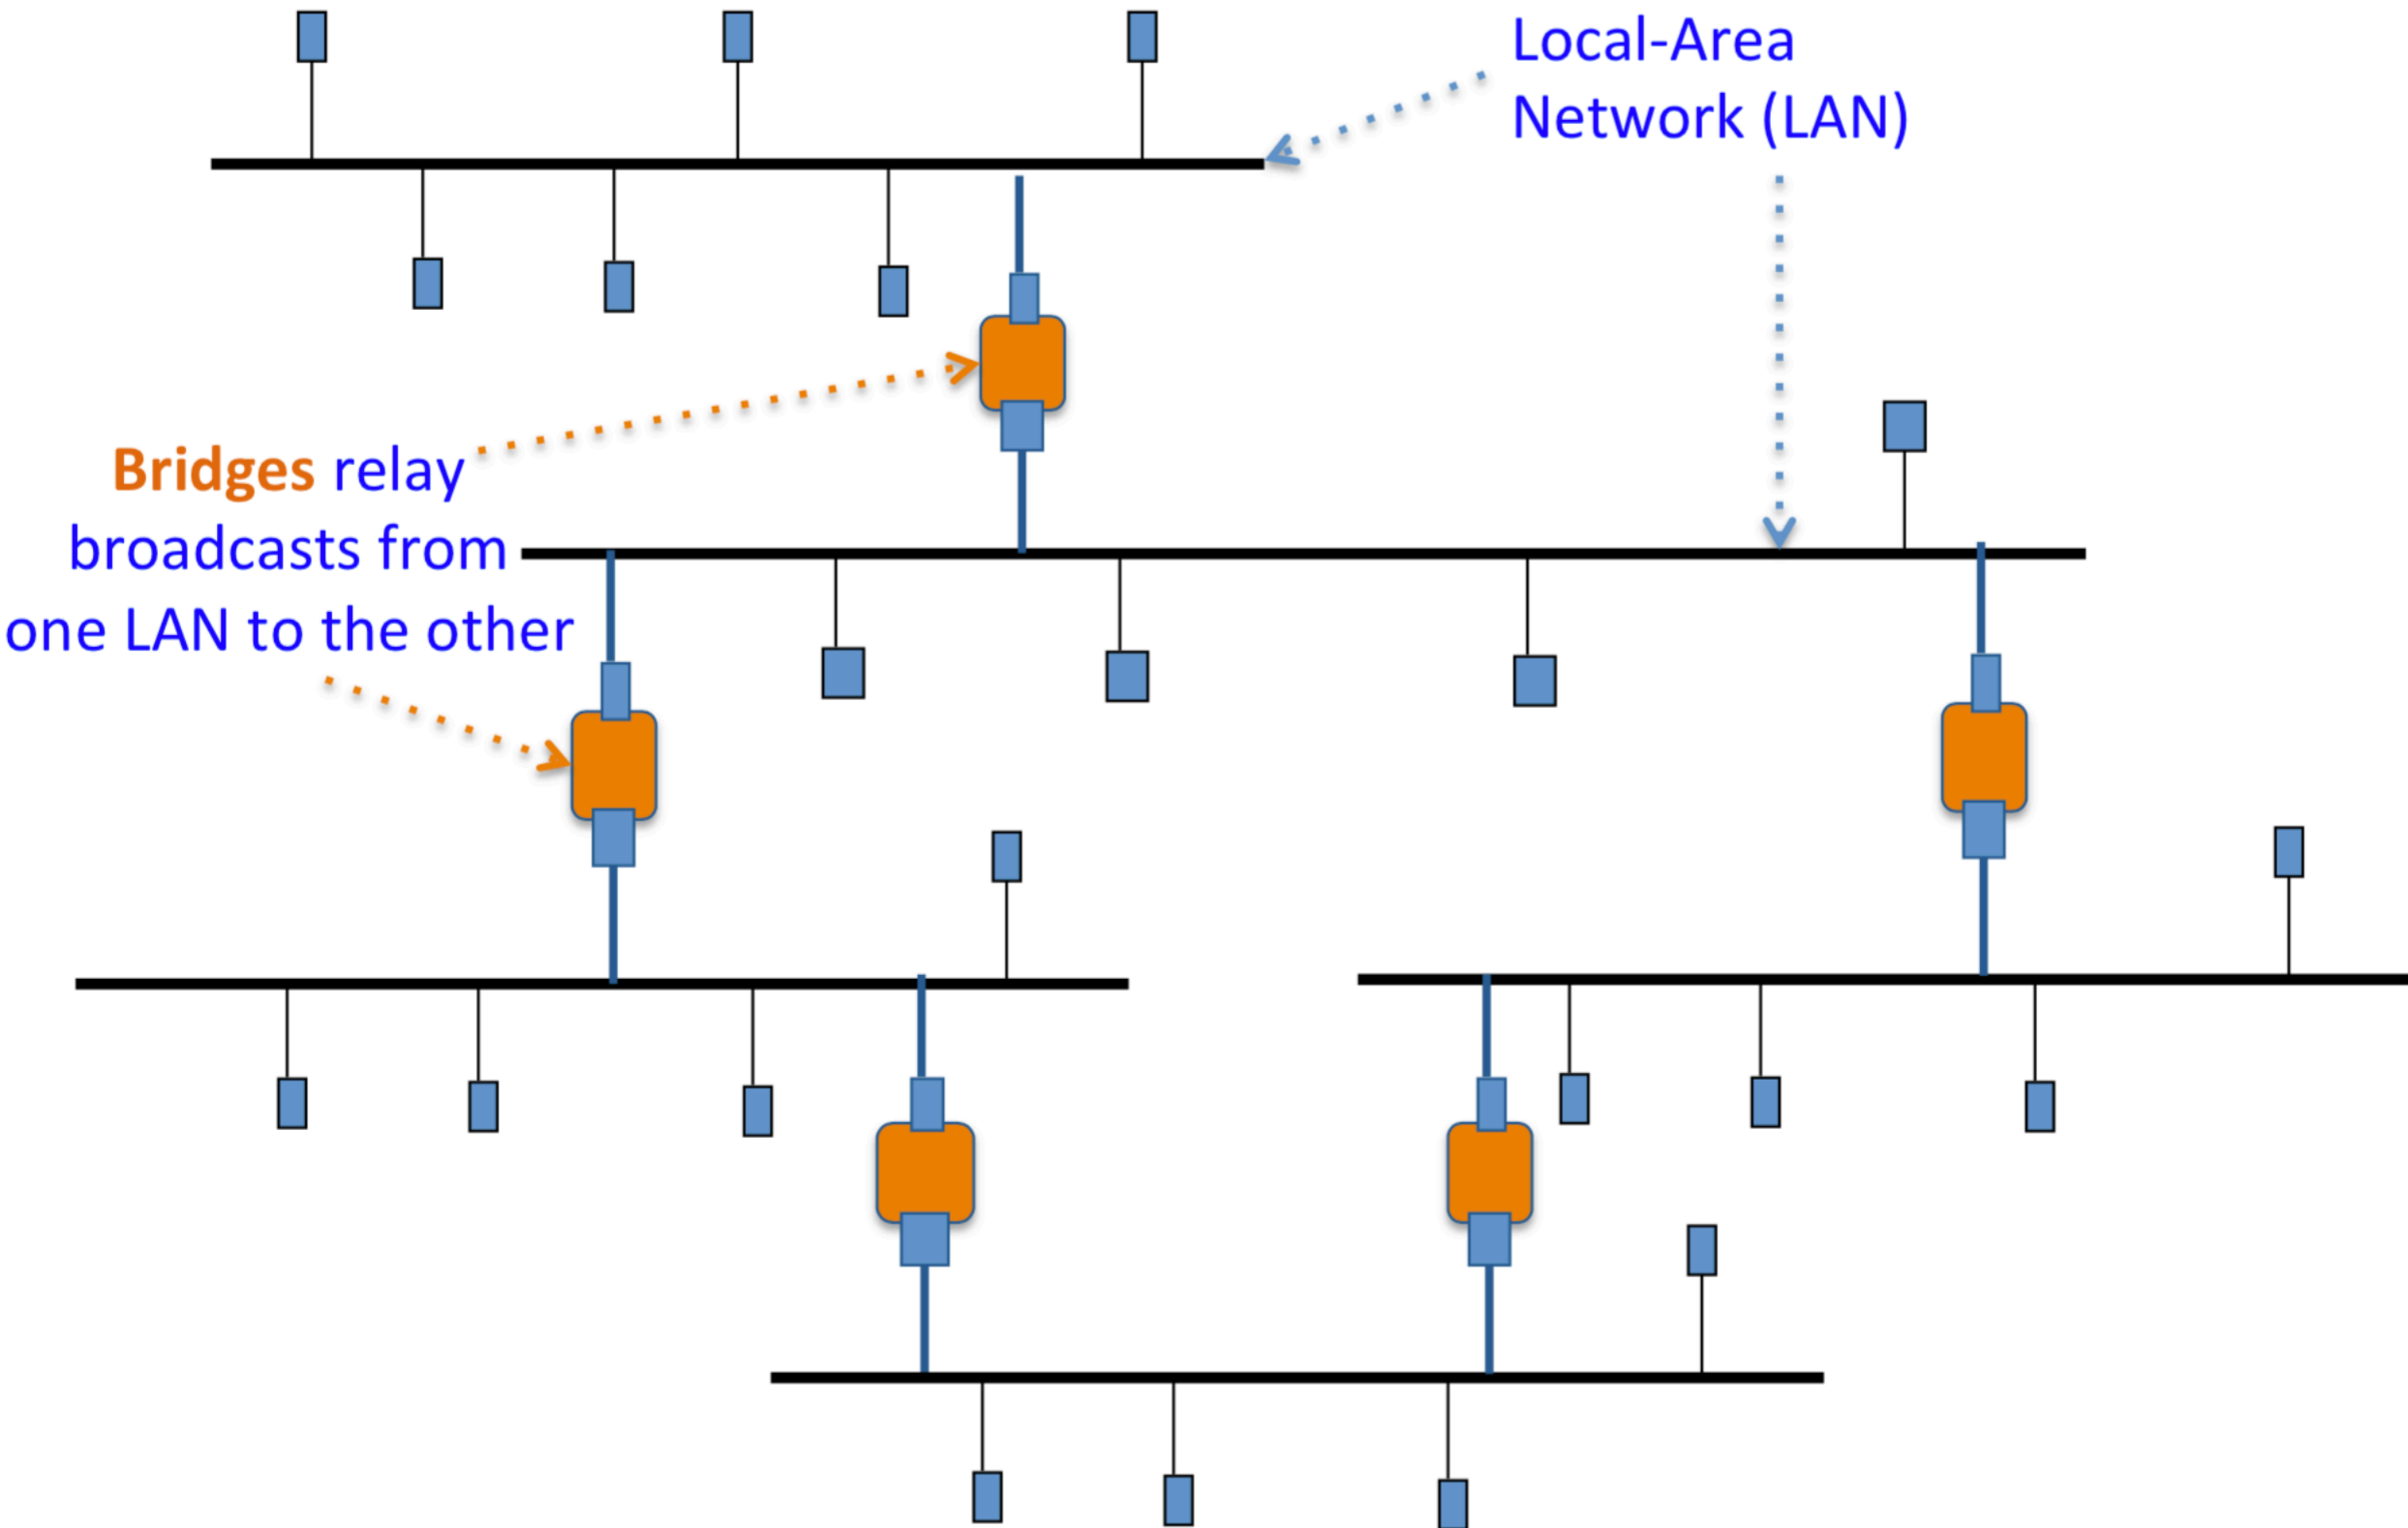 Local-Area
Network (LAN)
Bridges relay
broadcasts from
one LAN to the other